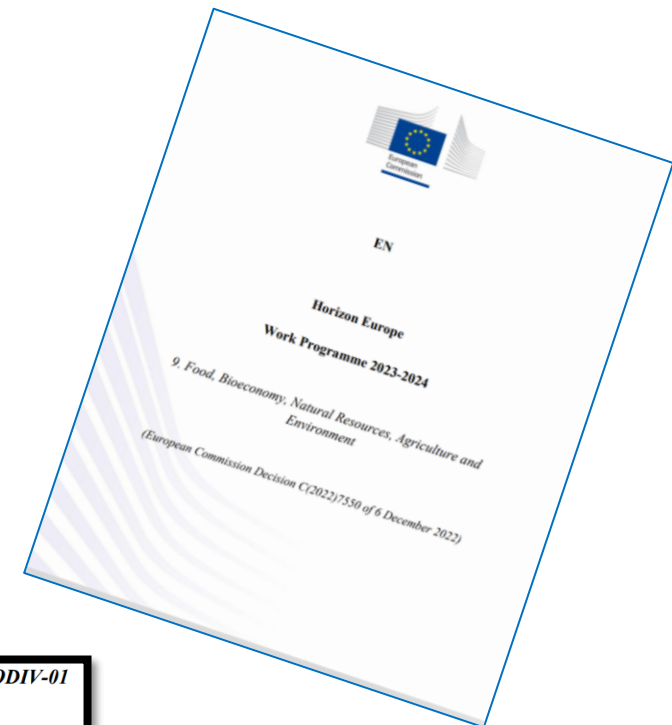 European
Commission
EN
Horizon Europe
Work Programme 2023-2024
9. Food, Bioeconomy, Natural Resources, Agriculture and
Environment
(European Commission Decision C(2022)7550 of 6 December 2022)
ODIV-01